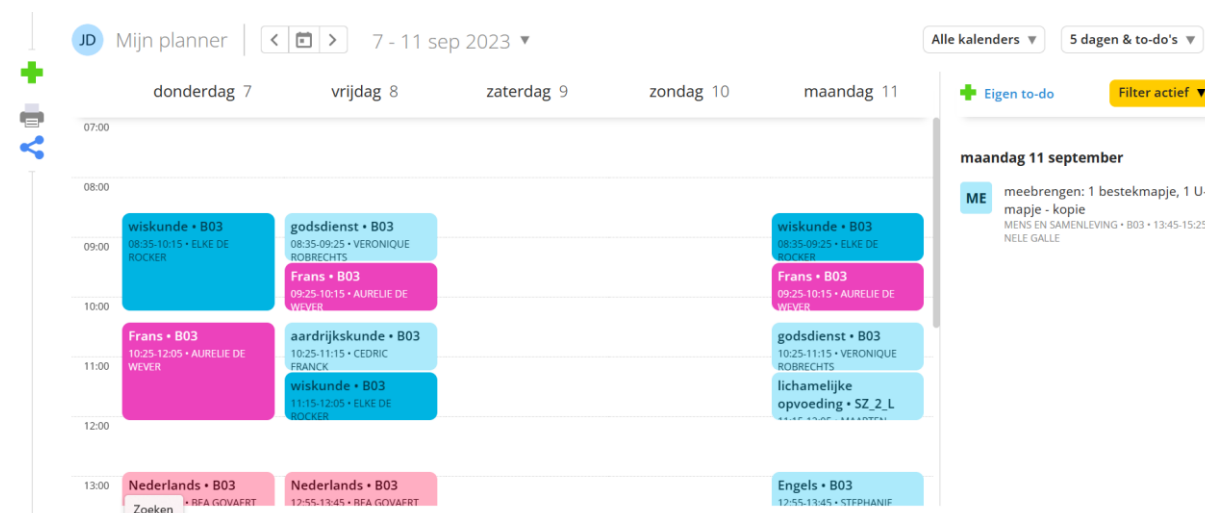 JD Mijn planner 7 - 11 sep 2023 Alle kalenders 5 dagen & to-do's
donderdag 7 vrijdag 8 zaterdag 9 zondag 10 maandag 11
Eigen to-do Filter actief
07:00
08:00
09:00
10:00
11:00
12:00
13:00
wiskunde • B03
08:35-10:15 • ELKE DE
ROCKER
Frans • B03
10:25-12:05 • AURELIE DE
WEVER
Nederlands • B03
• BEA GOVAERT
Zoeken
godsdienst • B03
08:35-09:25 • VERONIQUE
ROBRECHTS
Frans • B03
09:25-10:15 • AURELIE DE
WEVER
aardrijkskunde • B03
10:25-11:15 • CEDRIC
FRANCK
wiskunde • B03
11:15-12:05 • ELKE DE
ROCKER
Nederlands • B03
12:55-13:45 • BEA GOVAERT
wiskunde • B03
08:35-09:25 • ELKE DE
ROCKER
Frans • B03
09:25-10:15 • AURELIE DE
WEVER
godsdienst • B03
10:25-11:15 • VERONIQUE
ROBRECHTS
lichamelijke
opvoeding • SZ_2_L
11:15-12:05 • MAARTEN
Engels • B03
12:55-13:45 • STEPHANIE
maandag 11 september
ME
meebrengen: 1 bestekmapje, 1 U-
mapje - kopie
MENS EN SAMENLEVING • B03 • 13:45-15:25
NELE GALLE